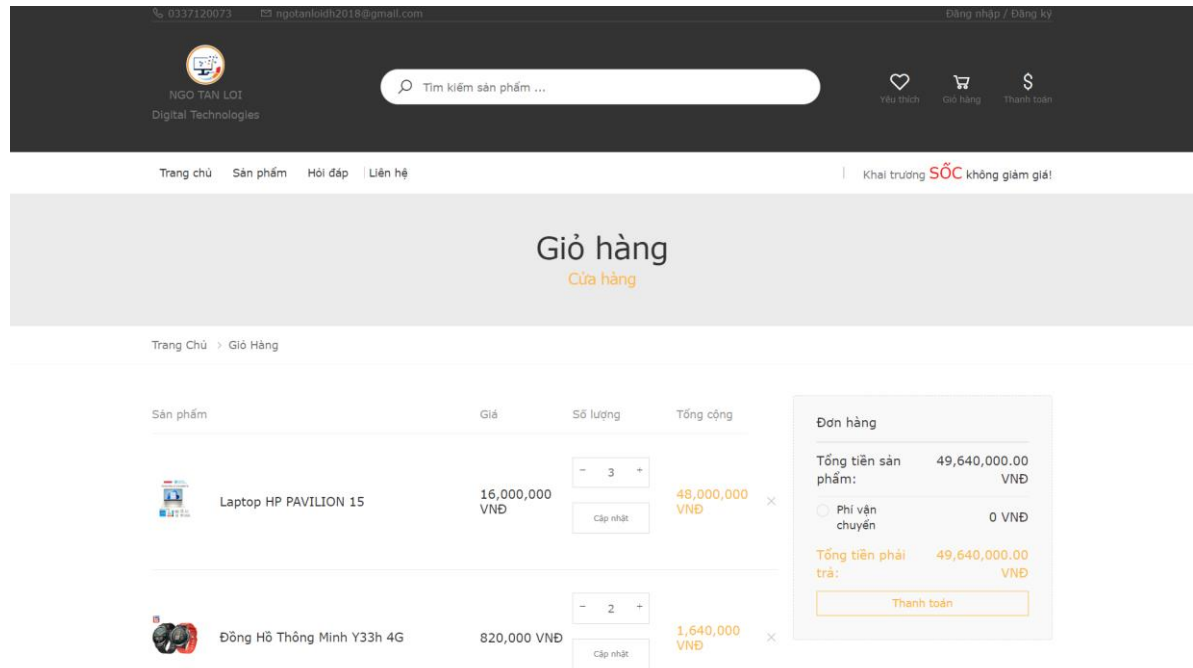 0337120073 ngotanloidh2018@gmail.com Đăng nhập / Đăng ký
NGO TAN LOI
Digital Technologies
Tìm kiếm sản phẩm ...
Yêu thích Giỏ hàng Thanh toán
Trang chủ Sản phẩm Hỏi đáp Liên hệ Khai trương SỐC không giảm giá!
Giỏ hàng
Cửa hàng
Trang Chủ > Giỏ Hàng
Sản phẩm Giá Số lượng Tổng cộng
Laptop HP PAVILION 15
16,000,000
VNĐ
- 3 +
Cập nhật
48,000,000
VNĐ
×
Đồng Hồ Thông Minh Y33h 4G
820,000 VNĐ
- 2 +
Cập nhật
1,640,000
VNĐ
×
Đơn hàng
Tổng tiền sản
phẩm:
49,640,000.00
VNĐ
Phí vận
chuyển
0 VNĐ
Tổng tiền phải
trả:
49,640,000.00
VNĐ
Thanh toán